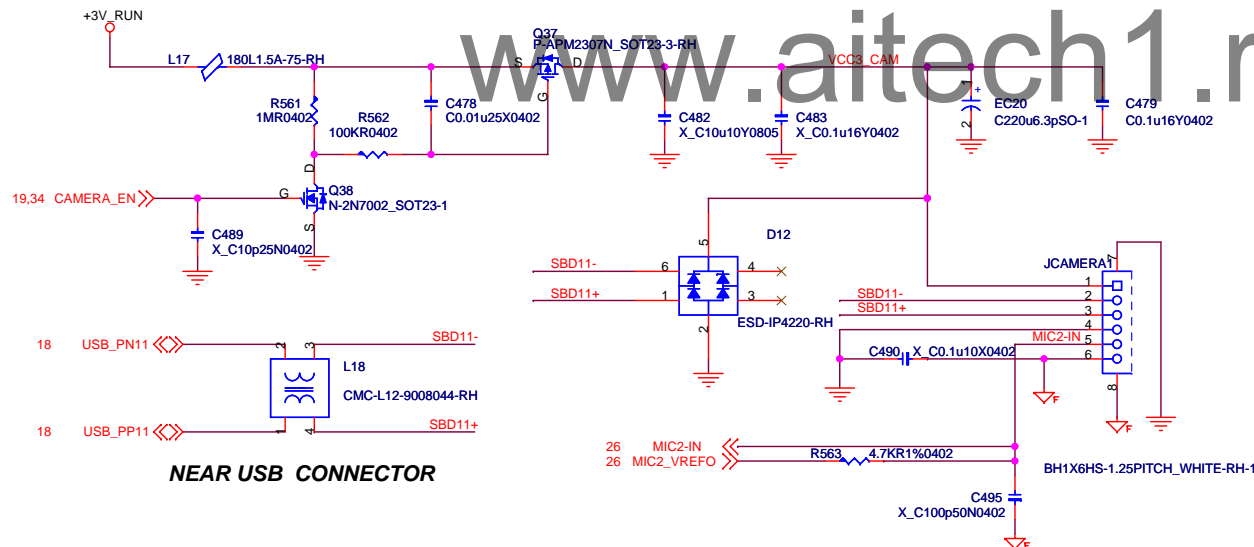 www.aitech1.r
+3V_RUN
L17 180L1.5A-75-RH
Q37
P-APM2307N_SOT23-3-RH
S D
G
VCC3_CAM
R561
1MR0402
R562
100KR0402
C478
C0.01u25X0402
C482
X_C10u10Y0805
C483
X_C0.1u16Y0402
1
+
EC20
C220u6.3pSO-1
2
C479
C0.1u16Y0402
19,34 CAMERA_EN
D
G
S
Q38
N-2N7002_SOT23-1
C489
X_C10p25N0402
D12
5
SBD11- 6 4
SBD11+ 1 3
2
ESD-IP4220-RH
JCAMERA1
7
1
SBD11- 2
SBD11+ 3
4
MIC2-IN 5
6
8
C490 X_C0.1u10X0402
F
F
18 USB_PN11 2 3 SBD11-
L18
CMC-L12-9008044-RH
18 USB_PP11 1 4 SBD11+
NEAR USB CONNECTOR
26 MIC2-IN
26 MIC2_VREFO
R563 4.7KR1%0402
BH1X6HS-1.25PITCH_WHITE-RH-1
C495
X_C100p50N0402
F